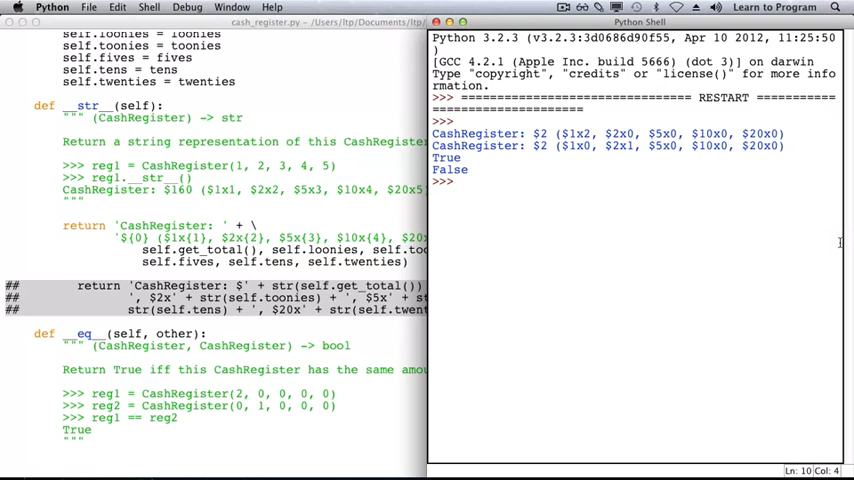 Python File Edit Shell Debug Window Help Learn to Program
cash_register.py - /Users/ltp/Documents/ltp/
self.loonies = loonies
self.toonies = toonies
self.fives = fives
self.tens = tens
self.twenties = twenties
def __str__(self):
""" (CashRegister) -> str
Return a string representation of this CashRegister
>>> reg1 = CashRegister(1, 2, 3, 4, 5)
>>> reg1.__str__()
CashRegister: $160 ($1x1, $2x2, $5x3, $10x4, $20x5
"""
return 'CashRegister: ' + \
'${0} ($1x{1}, $2x{2}, $5x{3}, $10x{4}, $20
self.get_total(), self.loonies, self.too
self.fives, self.tens, self.twenties)
## return 'CashRegister: $' + str(self.get_total())
## ', $2x' + str(self.toonies) + ', $5x' + st
## str(self.tens) + ', $20x' + str(self.twent
def __eq__(self, other):
""" (CashRegister, CashRegister) -> bool
Return True iff this CashRegister has the same amou
>>> reg1 = CashRegister(2, 0, 0, 0, 0)
>>> reg2 = CashRegister(0, 1, 0, 0, 0)
>>> reg1 == reg2
True
"""
Python Shell
Python 3.2.3 (v3.2.3:3d0686d90f55, Apr 10 2012, 11:25:50
)
[GCC 4.2.1 (Apple Inc. build 5666) (dot 3)] on darwin
Type "copyright", "credits" or "license()" for more info
rmation.
>>> ================================ RESTART ===========
=====================
>>>
CashRegister: $2 ($1x2, $2x0, $5x0, $10x0, $20x0)
CashRegister: $2 ($1x0, $2x1, $5x0, $10x0, $20x0)
True
False
>>>
Ln: 10 Col: 4